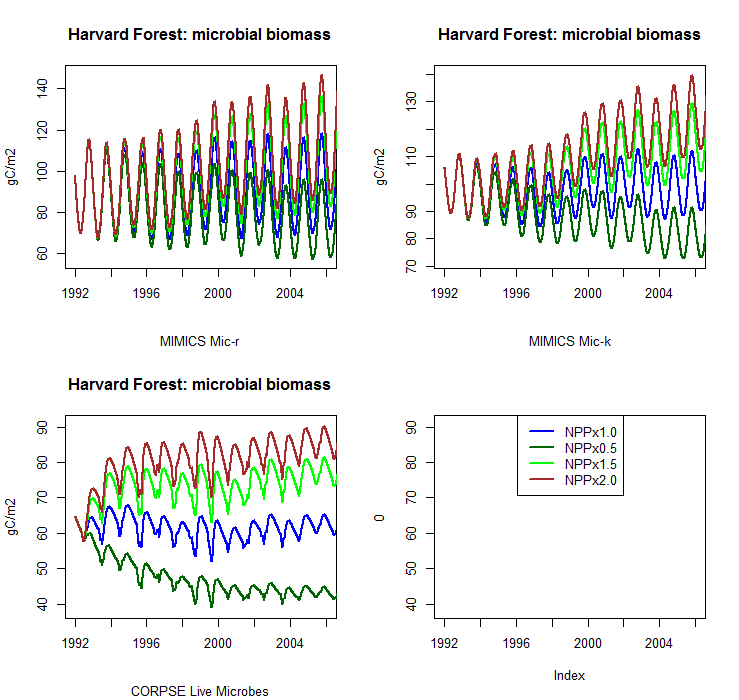 Harvard Forest: microbial biomass
gC/m2
140
120
100
80
60
1992
1996
2000
2004
MIMICS Mic-r
Harvard Forest: microbial biomass
gC/m2
130
110
90
80
70
1992
1996
2000
2004
MIMICS Mic-k
Harvard Forest: microbial biomass
gC/m2
90
80
70
60
50
40
1992
1996
2000
2004
CORPSE Live Microbes
0
90
80
70
60
50
40
NPPx1.0
NPPx0.5
NPPx1.5
NPPx2.0
1992
1996
2000
2004
Index